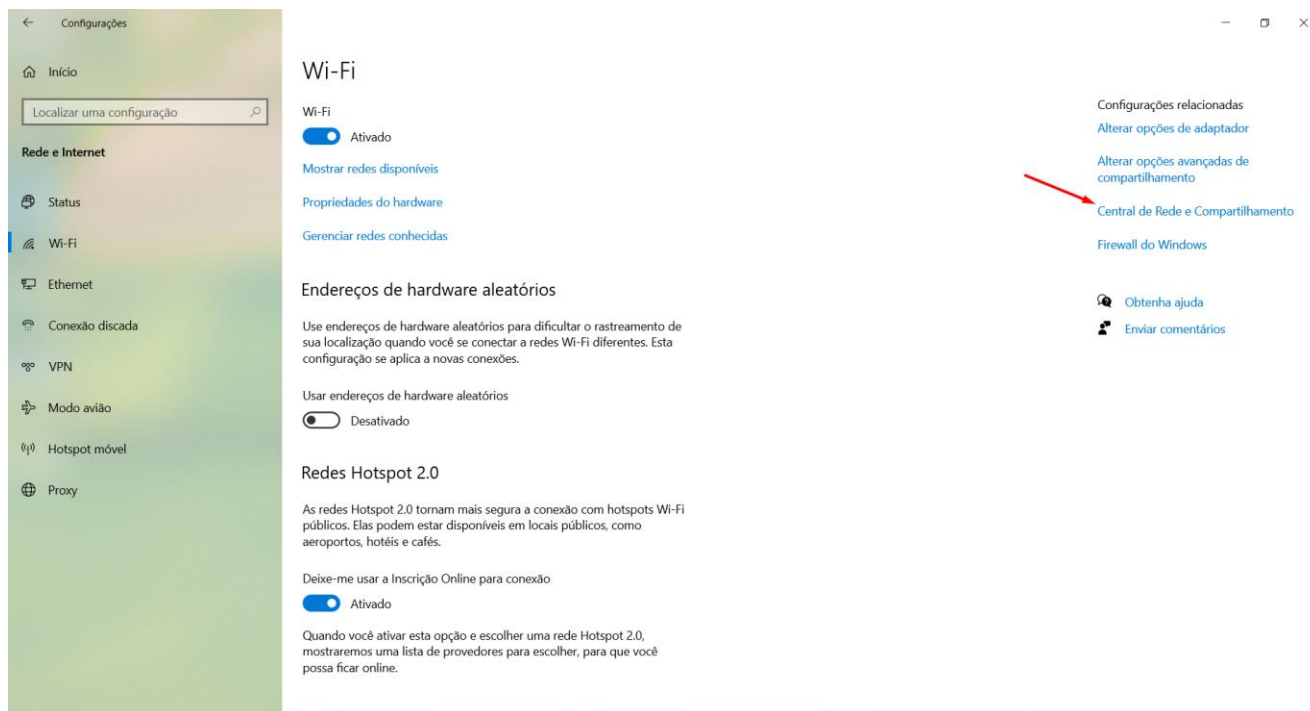 Configurações
Início
Localizar uma configuração
Rede e Internet
Status
Wi-Fi
Ethernet
Conexão discada
VPN
Modo avião
Hotspot móvel
Proxy
Wi-Fi
Wi-Fi
Ativado
Mostrar redes disponíveis
Propriedades do hardware
Gerenciar redes conhecidas
Endereços de hardware aleatórios
Use endereços de hardware aleatórios para dificultar o rastreamento de
sua localização quando você se conectar a redes Wi-Fi diferentes. Esta
configuração se aplica a novas conexões.
Usar endereços de hardware aleatórios
Desativado
Redes Hotspot 2.0
As redes Hotspot 2.0 tornam mais segura a conexão com hotspots Wi-Fi
públicos. Elas podem estar disponíveis em locais públicos, como
aeroportos, hotéis e cafés.
Deixe-me usar a Inscrição Online para conexão
Ativado
Quando você ativar esta opção e escolher uma rede Hotspot 2.0,
mostraremos uma lista de provedores para escolher, para que você
possa ficar online.
Configurações relacionadas
Alterar opções de adaptador
Alterar opções avançadas de
compartilhamento
Central de Rede e Compartilhamento
Firewall do Windows
Obtenha ajuda
Enviar comentários